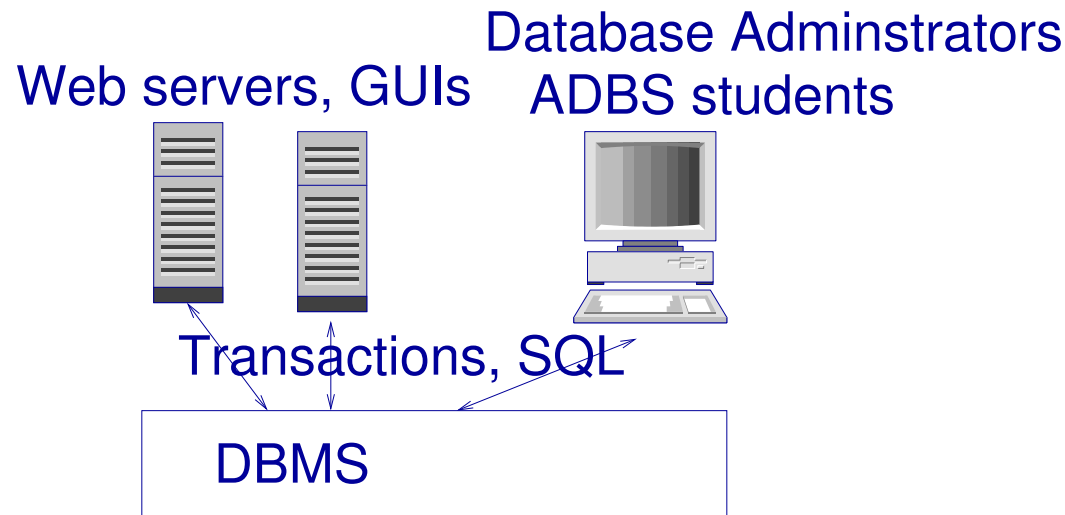 Database Adminstrators
Web servers, GUIs
ADBS students
Transactions, SQL
DBMS